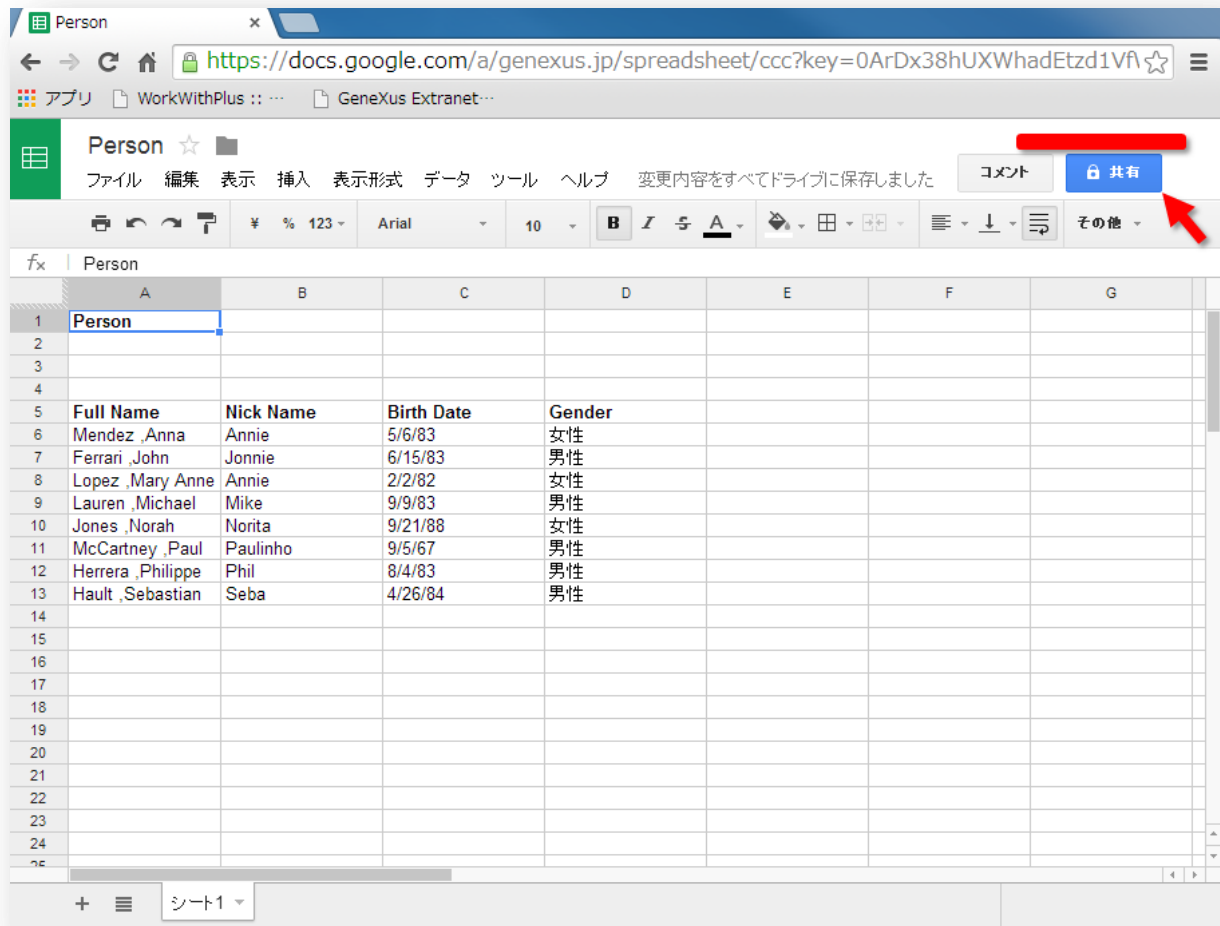 Person
https://docs.google.com/a/genexus.jp/spreadsheet/ccc?key=0ArDx38hUXWhadEtzd1Vf
アプリ WorkWithPlus :: … GeneXus Extranet…
Person
ファイル 編集 表示 挿入 表示形式 データ ツール ヘルプ 変更内容をすべてドライブに保存しました コメント 共有
¥ % 123 Arial 10 B I S A その他
fx Person
A B C D E F G
1 Person
2
3
4
5 Full Name Nick Name Birth Date Gender
6 Mendez ,Anna Annie 5/6/83 女性
7 Ferrari ,John Jonnie 6/15/83 男性
8 Lopez ,Mary Anne Annie 2/2/82 女性
9 Lauren ,Michael Mike 9/9/83 男性
10 Jones ,Norah Norita 9/21/88 女性
11 McCartney ,Paul Paulinho 9/5/67 男性
12 Herrera ,Philippe Phil 8/4/83 男性
13 Hault ,Sebastian Seba 4/26/84 男性
14
15
16
17
18
19
20
21
22
23
24
25
シート1